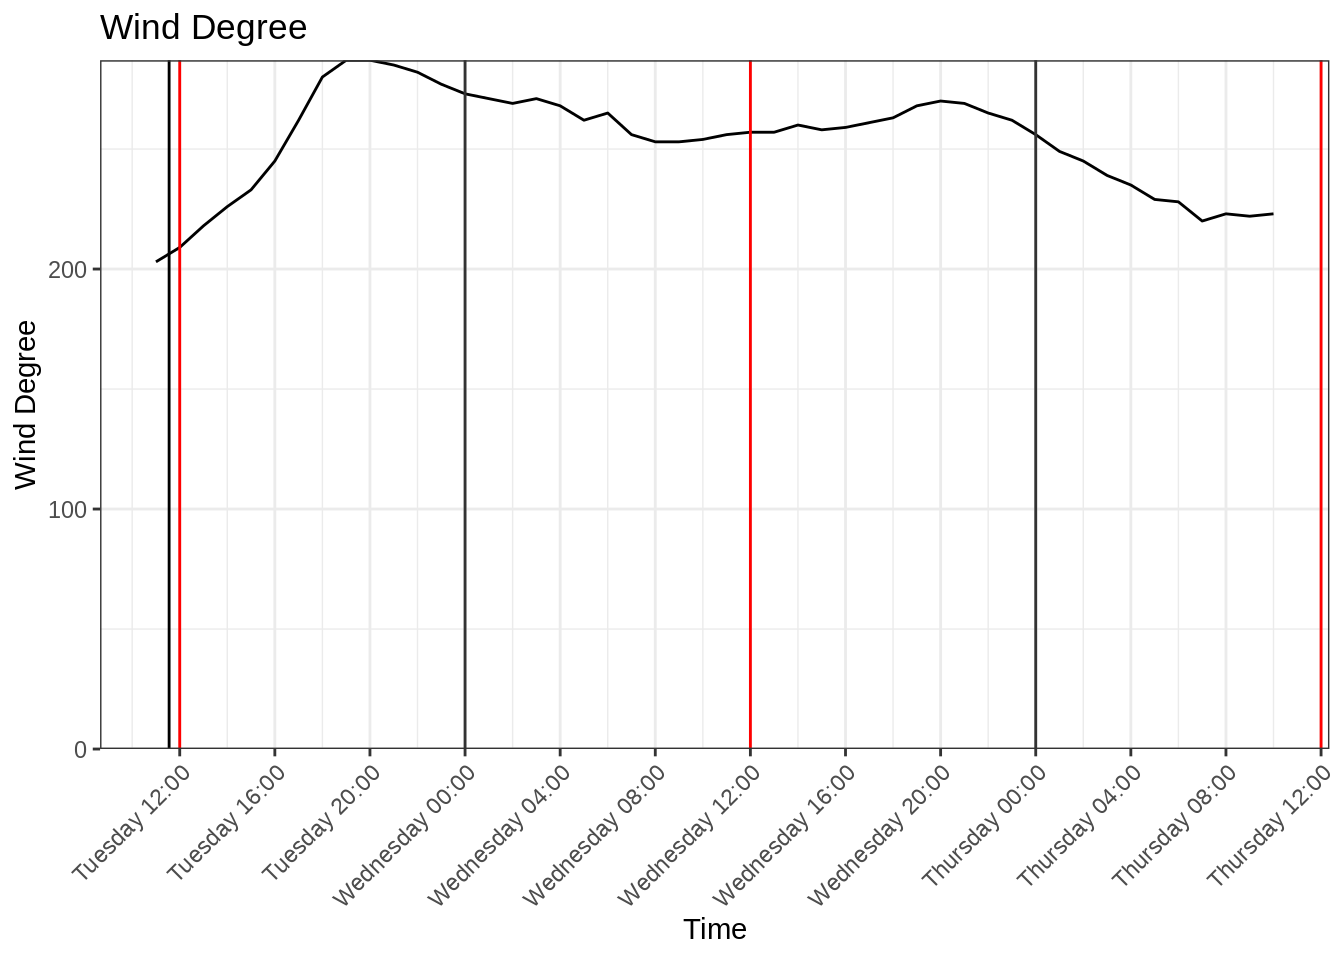 Wind Degree
Wind Degree
200
100
0
Tuesday 12:00
Tuesday 16:00
Tuesday 20:00
Wednesday 00:00
Wednesday 04:00
Wednesday 08:00
Wednesday 12:00
Wednesday 16:00
Wednesday 20:00
Thursday 00:00
Thursday 04:00
Thursday 08:00
Thursday 12:00
Time